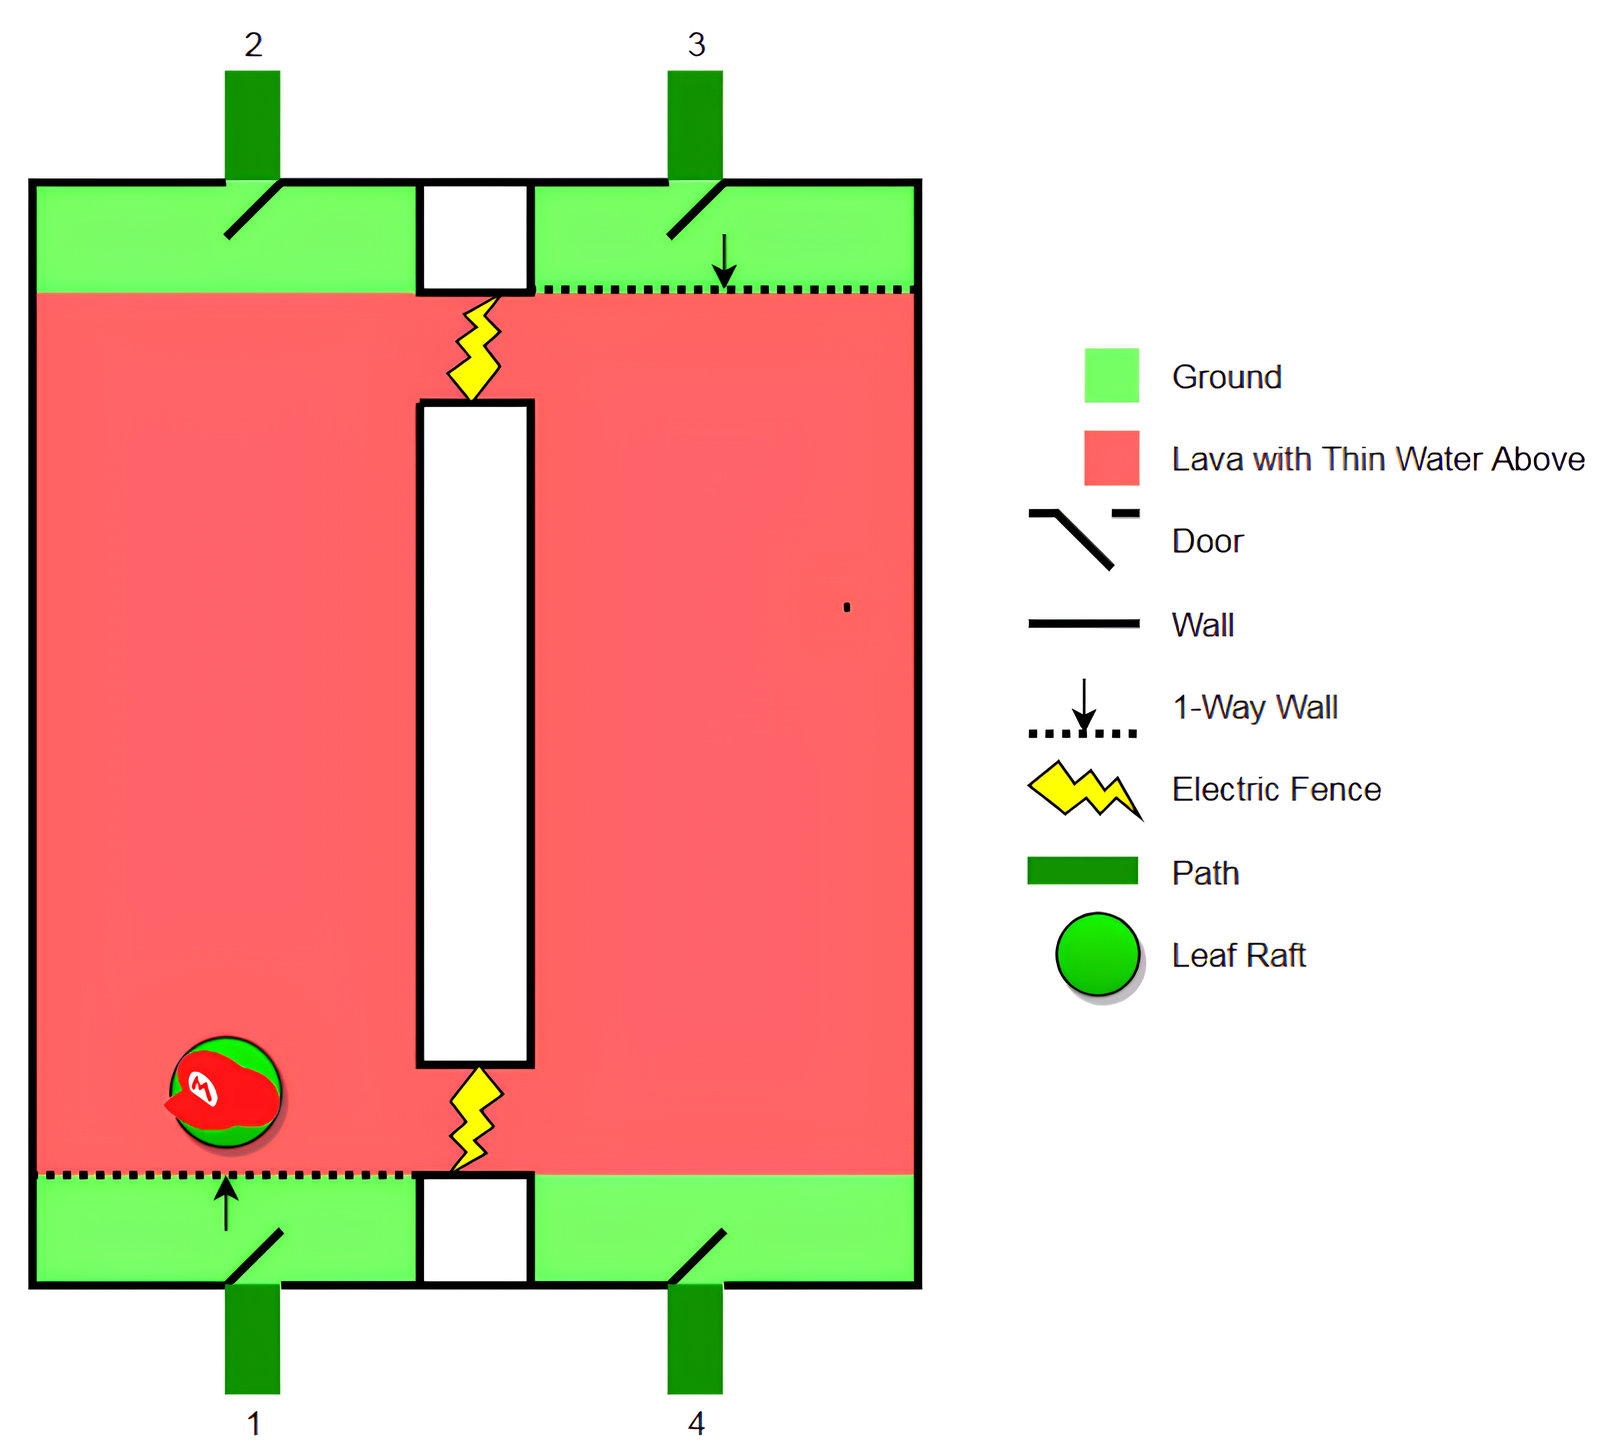 2
3
Ground
Lava with Thin Water Above
Door
Wall
1-Way Wall
Electric Fence
Path
Leaf Raft
M
1
4